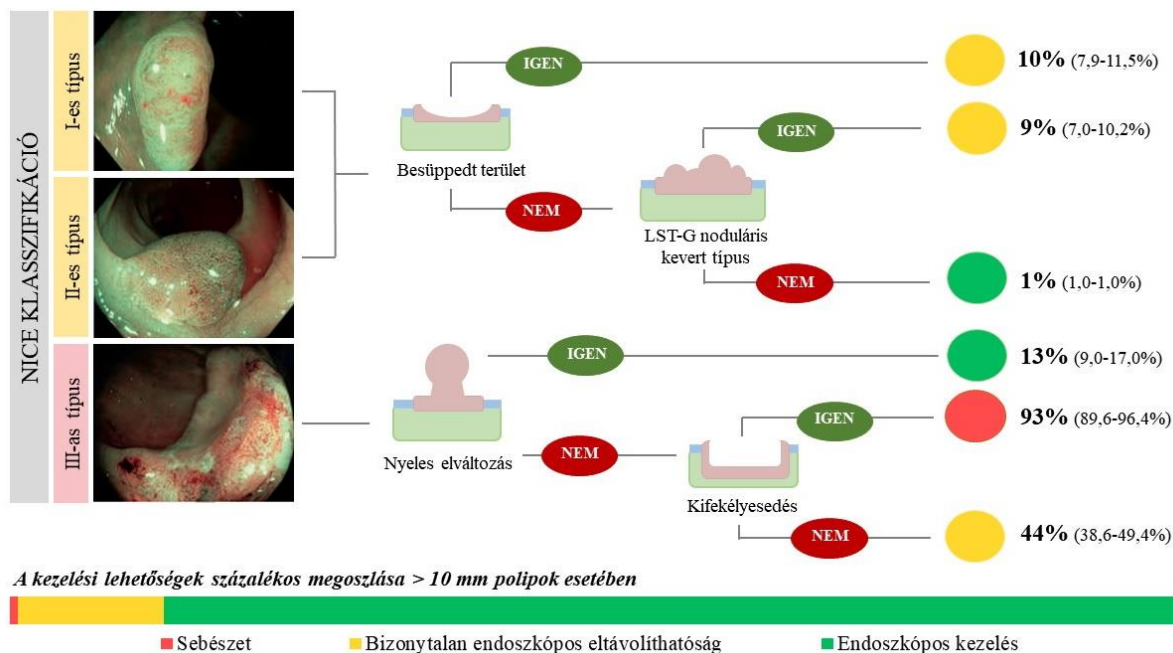 NICE KLASSZIFIKÁCIÓ
I-es típus
II-es típus
III-as típus
IGEN
10% (7,9-11,5%)
Besüppedt terület
IGEN
9% (7,0-10,2%)
NEM
LST-G noduláris
kevert típus
NEM
1% (1,0-1,0%)
IGEN
13% (9,0-17,0%)
Nyeles elváltozás
IGEN
93% (89,6-96,4%)
NEM
Kifekélyesedés
NEM
44% (38,6-49,4%)
A kezelési lehetőségek százalékos megoszlása > 10 mm polipok esetében
Sebészet
Bizonytalan endoszkópos eltávolíthatóság
Endoszkópos kezelés